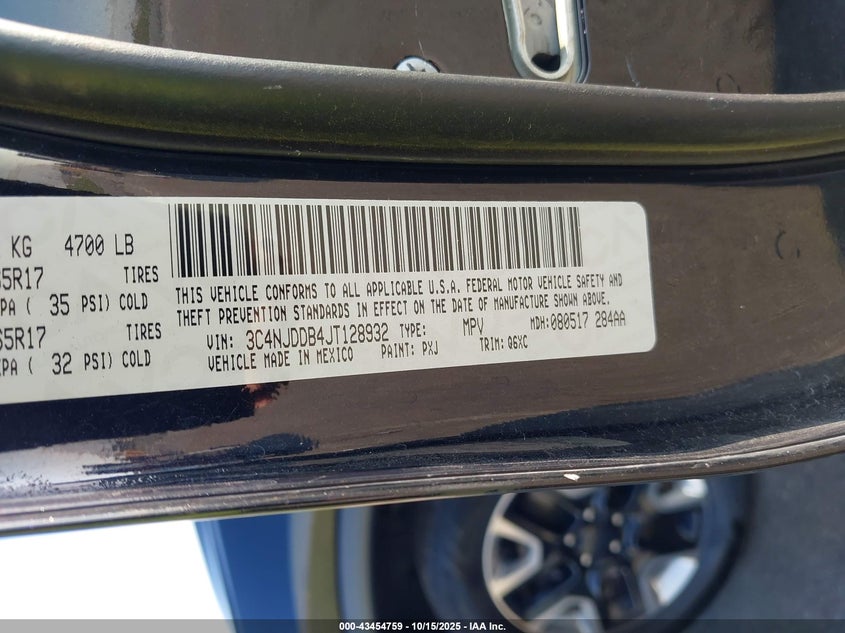 KG 4700 LB
5R17 TIRES
PA ( 35 PSI) COLD
65R17 TIRES
KPA ( 32 PSI) COLD
THIS VEHICLE CONFORMS TO ALL APPLICABLE U.S.A. FEDERAL MOTOR VEHICLE SAFETY AND
THEFT PREVENTION STANDARDS IN EFFECT ON THE DATE OF MANUFACTURE SHOWN ABOVE.
VIN: 3C4NJDDB4JT128932 TYPE: MPV MDH: 080517 284AA
VEHICLE MADE IN MEXICO PAINT: PXJ TRIM: Q6XC
000-43454759 - 10/15/2025 - IAA Inc.